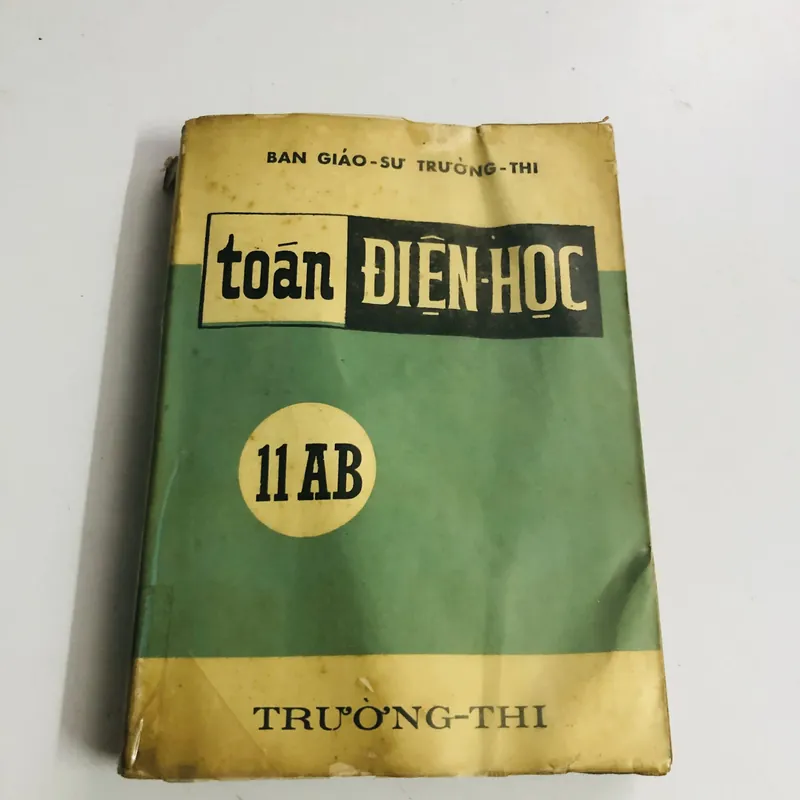 BAN GIÁO-SƯ TRƯỜNG-THI
toán ĐIỆN-HỌC
11 AB
TRƯỜNG-THI